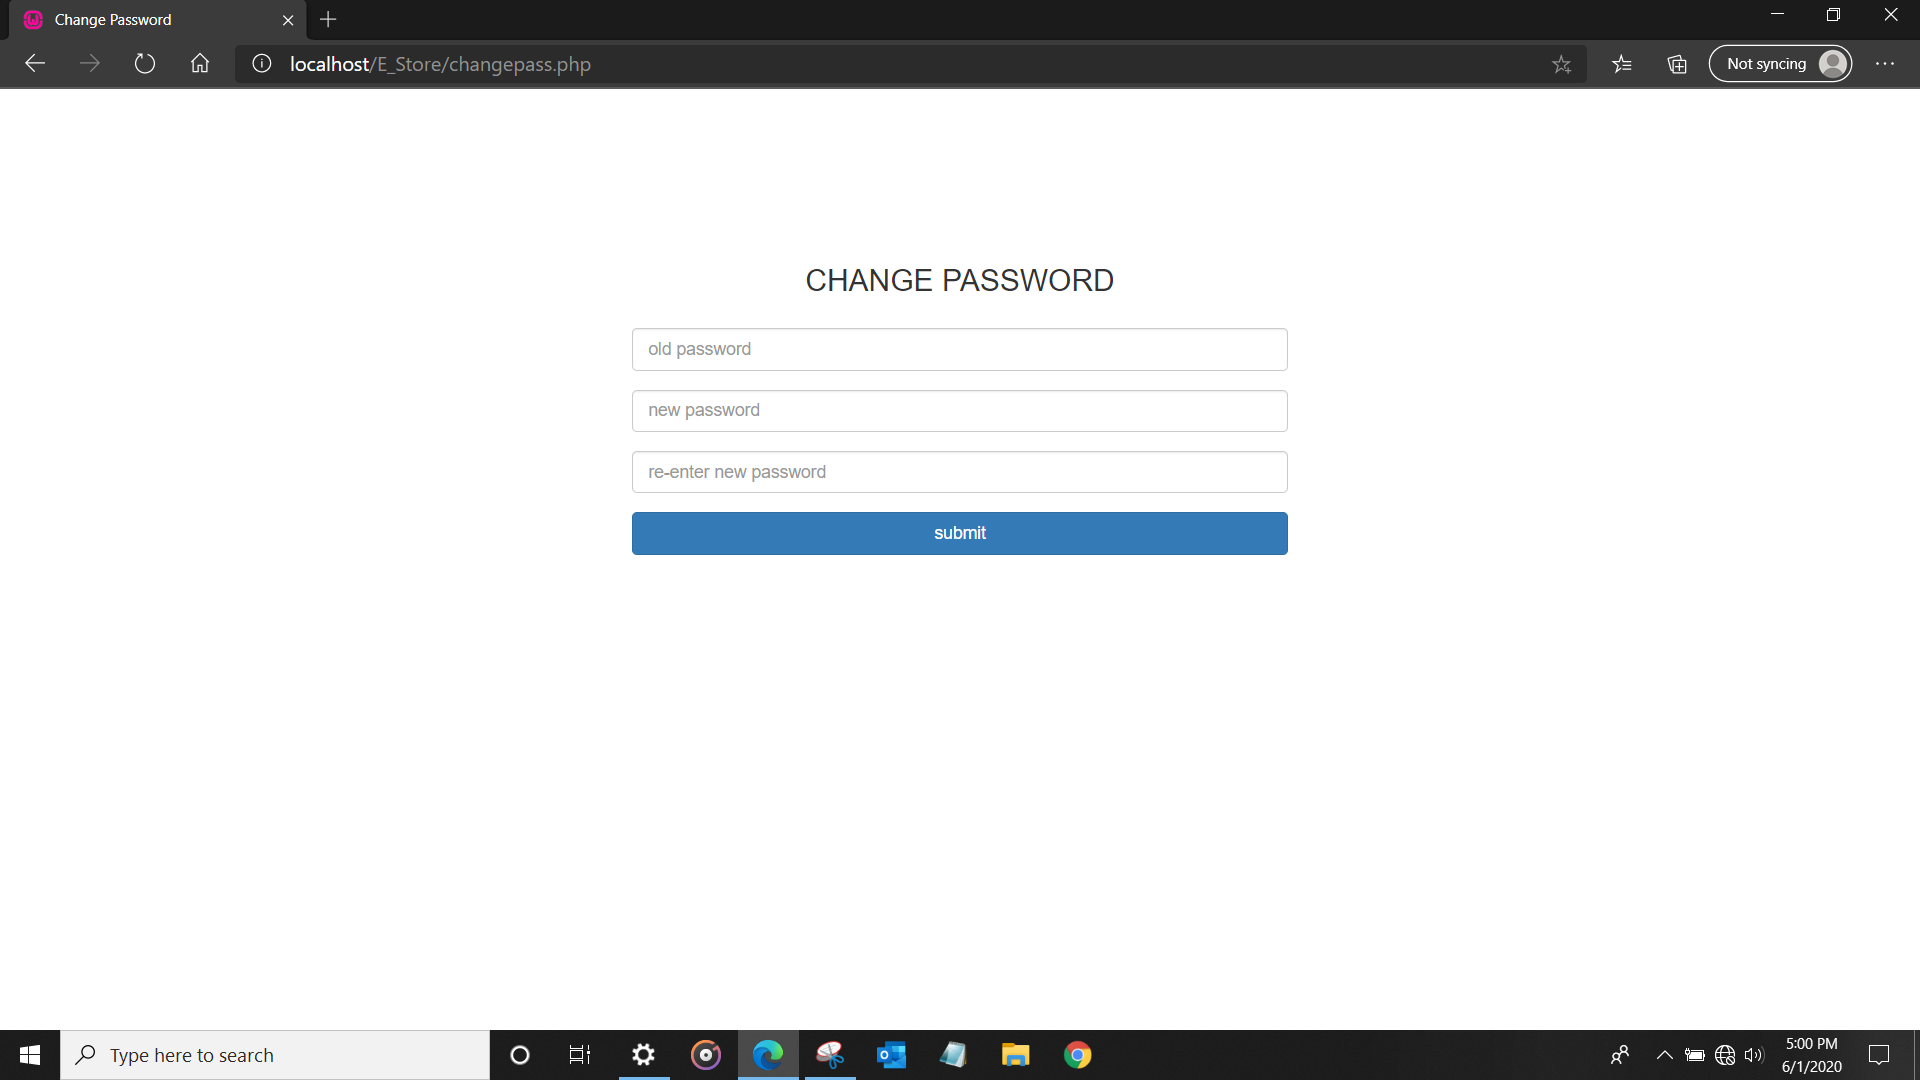 Change Password
localhost/E_Store/changepass.php
Not syncing
CHANGE PASSWORD
old password
new password
re-enter new password
submit
Type here to search
5:00 PM
6/1/2020